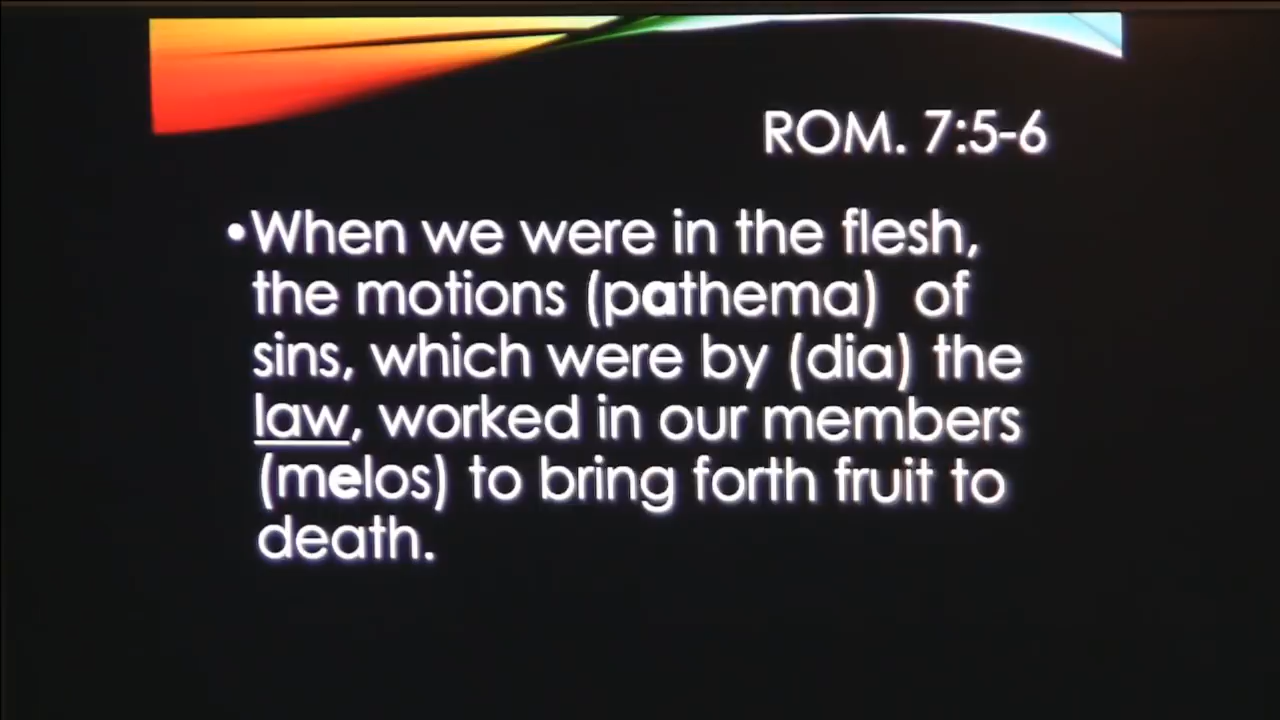 ROM. 7:5-6
•When we were in the flesh,
the motions (pathema) of
sins, which were by (dia) the
law, worked in our members
(melos) to bring forth fruit to
death.